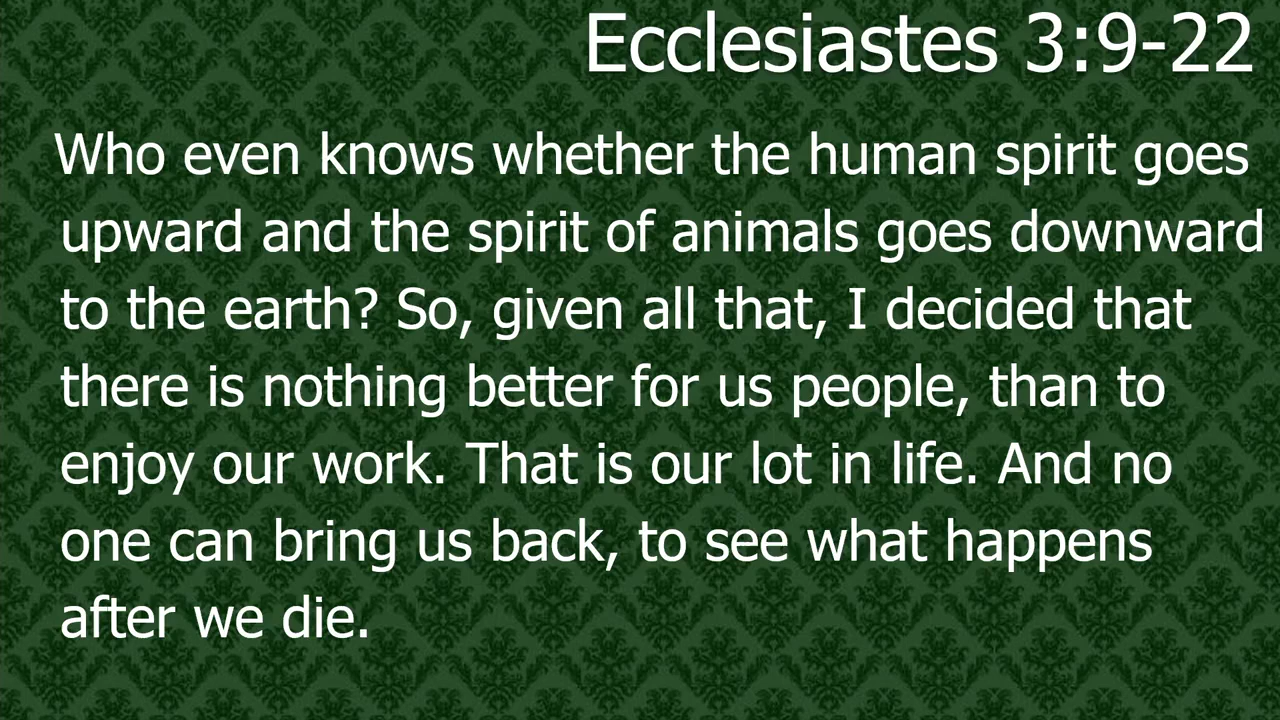 Ecclesiastes 3:9-22
Who even knows whether the human spirit goes
upward and the spirit of animals goes downward
to the earth? So, given all that, I decided that
there is nothing better for us people, than to
enjoy our work. That is our lot in life. And no
one can bring us back, to see what happens
after we die.